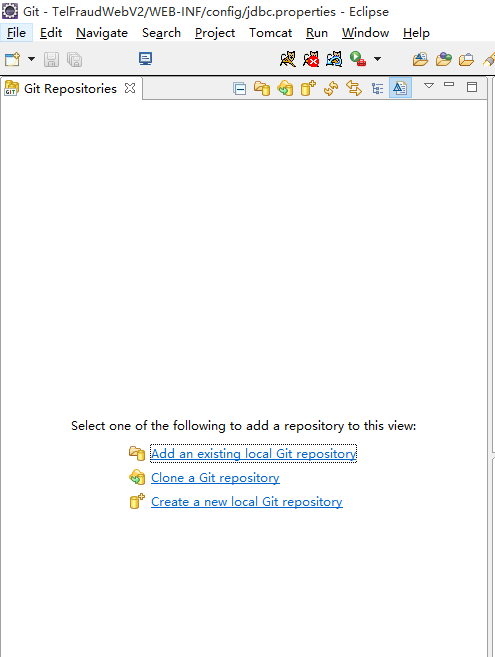 Git - TelFraudWebV2/WEB-INF/config/jdbc.properties - Eclipse
File Edit Navigate Search Project Tomcat Run Window Help
GIT Git Repositories
Select one of the following to add a repository to this view:
Add an existing local Git repository
Clone a Git repository
Create a new local Git repository